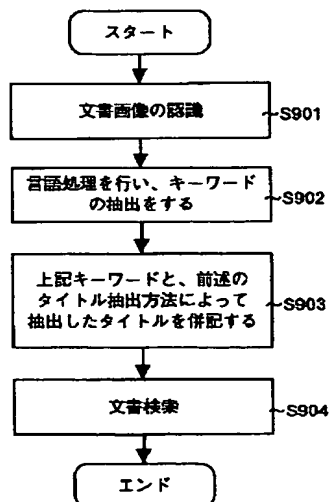 スタート
文書画像の認識
S901
言語処理を行い、キーワード
の抽出をする
S902
上記キーワードと、前述の
タイトル抽出方法によって
抽出したタイトルを併記する
S903
文書検索
S904
エンド